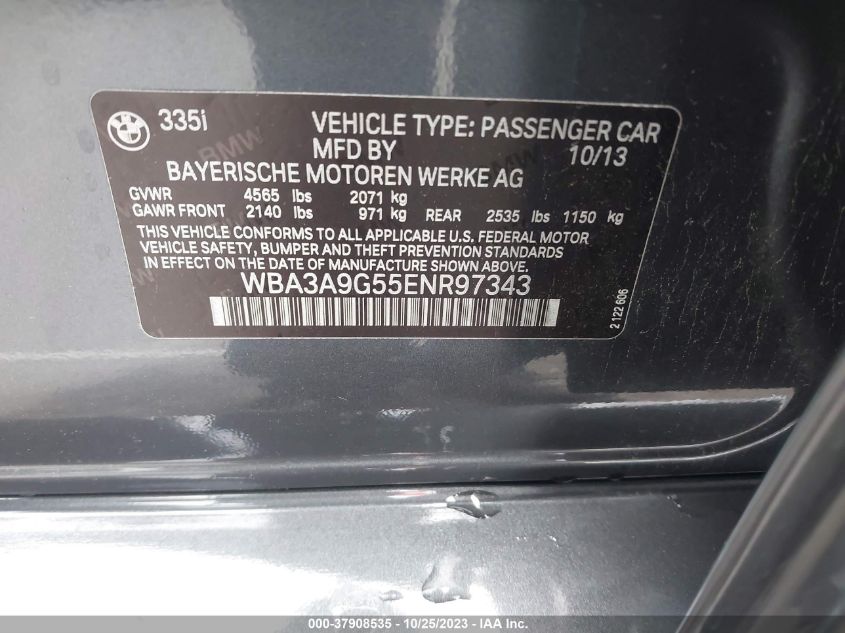 335i VEHICLE TYPE: PASSENGER CAR
MFD BY 10/13
BAYERISCHE MOTOREN WERKE AG
GVWR 4565 lbs 2071 kg
GAWR FRONT 2140 lbs 971 kg REAR 2535 lbs 1150 kg
THIS VEHICLE CONFORMS TO ALL APPLICABLE U.S. FEDERAL MOTOR
VEHICLE SAFETY, BUMPER AND THEFT PREVENTION STANDARDS
IN EFFECT ON THE DATE OF MANUFACTURE SHOWN ABOVE.
WBA3A9G55ENR97343
2 122 606
000-37908535 - 10/25/2023 - IAA Inc.